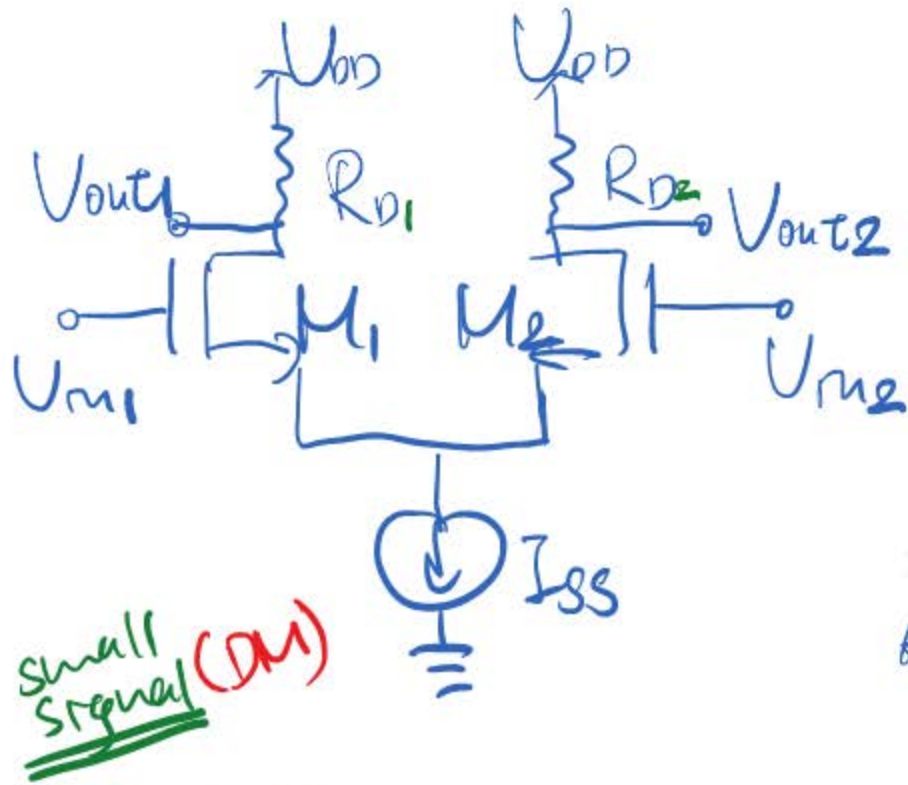 VDD VDD
Vout1 RD1 RD2 Vout2
M1 M2
Vin1 Vin2
ISS
small (DM)
signal